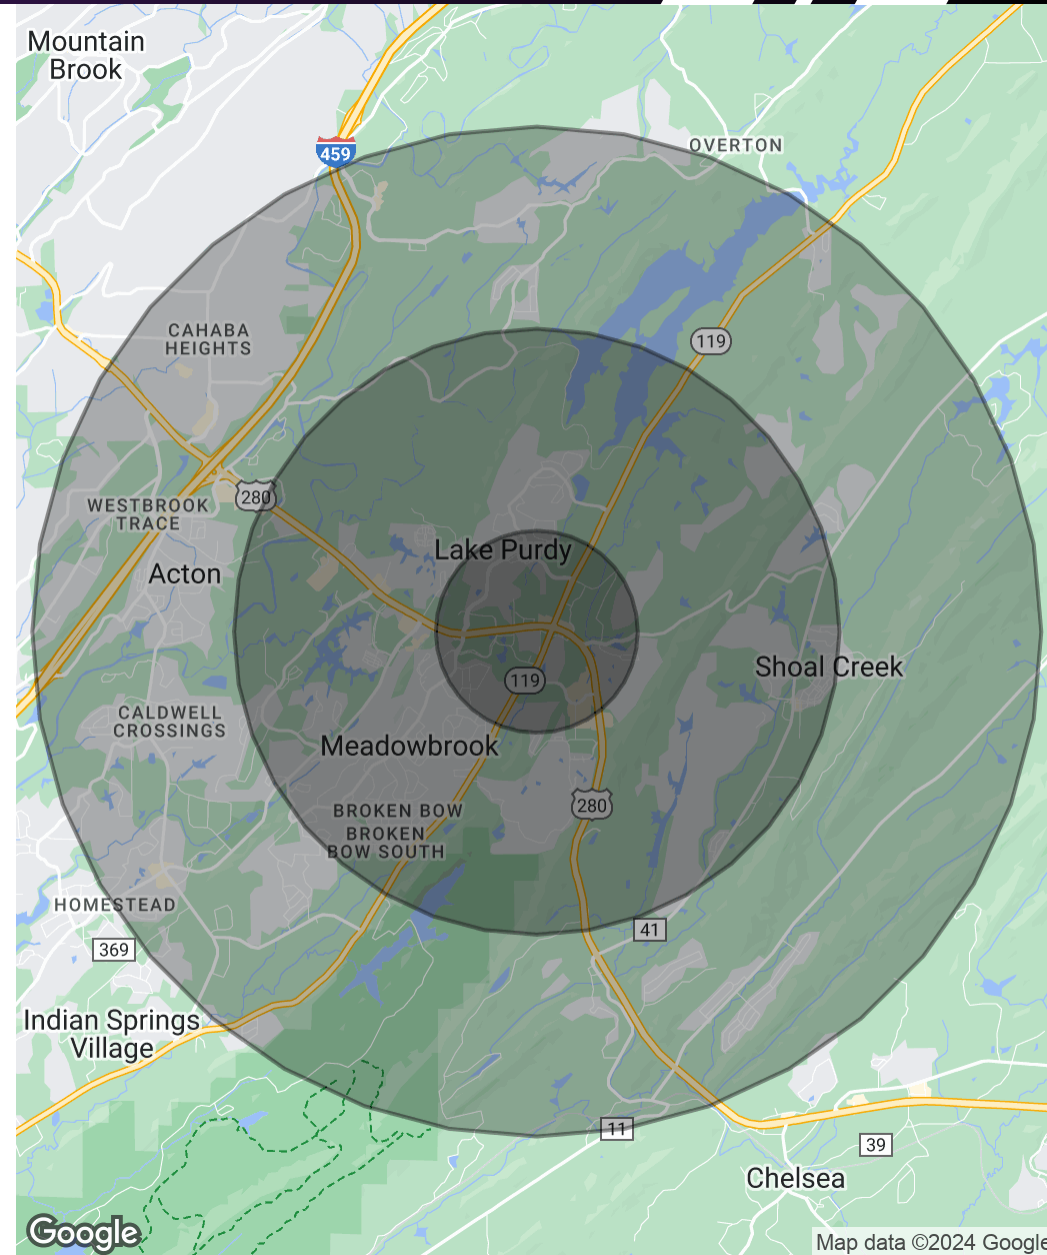 Mountain
Brook
459
OVERTON
CAHABA
HEIGHTS
119
280
WESTBROOK
TRACE
Lake Purdy
Acton
Shoal Creek
119
CALDWELL
CROSSINGS
Meadowbrook
280
BROKEN BOW
BROKEN
BOW SOUTH
HOMESTEAD
41
369
Indian Springs
Village
11
39
Chelsea
Google
Map data ©2024 Google